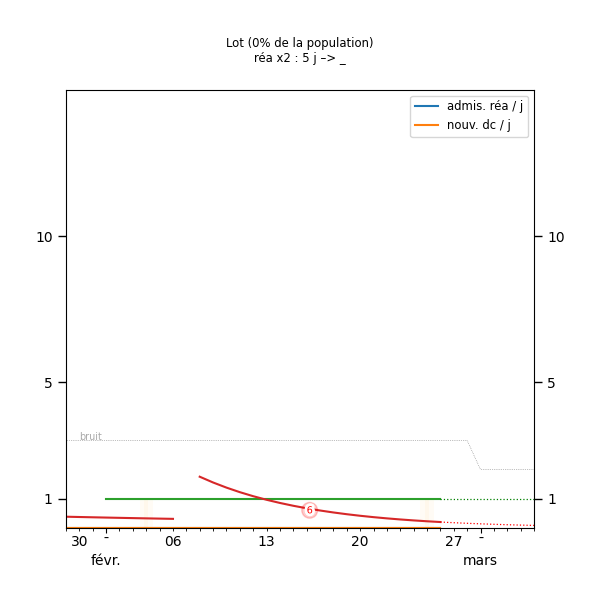 Lot (0% de la population)
réa x2 : 5 j –> _
admis. réa / j
nouv. dc / j
10 10
5 5
bruit
1 1
6
30 - 06 13 20 27 -
févr. mars